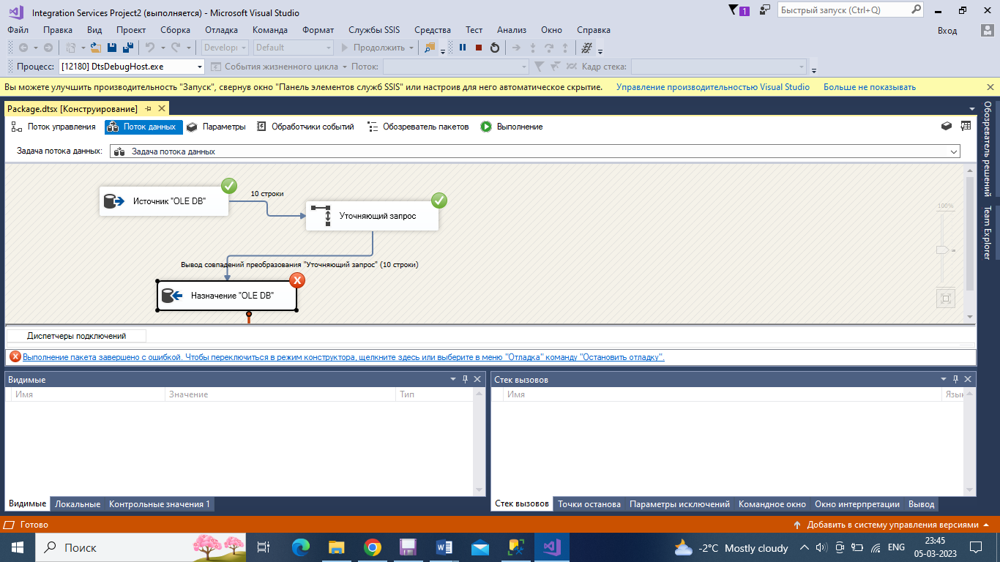 Integration Services Project2 (выполняется) - Microsoft Visual Studio
1
Быстрый запуск (Ctrl+Q)
Файл Правка Вид Проект Сборка Отладка Команда Формат Службы SSIS Средства Тест Анализ Окно Справка
Вход
Develop Default Продолжить
Процесс: [12180] DtsDebugHost.exe События жизненного цикла Поток: Кадр стека:
Вы можете улучшить производительность "Запуск", свернув окно "Панель элементов служб SSIS" или настроив для него автоматическое скрытие. Управление производительностью Visual Studio Больше не показывать
Package.dtsx [Конструирование]
Поток управления Поток данных Параметры Обработчики событий Обозреватель пакетов Выполнение
Задача потока данных: Задача потока данных
Обозреватель решений
Team Explorer
10 строки
Источник "OLE DB"
100%
Уточняющий запрос
Вывод совпадений преобразования "Уточняющий запрос" (10 строки)
Назначение "OLE DB"
Диспетчеры подключений
Выполнение пакета завершено с ошибкой. Чтобы переключиться в режим конструктора, щелкните здесь или выберите в меню "Отладка" команду "Остановить отладку".
Видимые
Имя Значение Тип
Стек вызовов
Имя Язык
Видимые Локальные Контрольные значения 1
Стек вызовов Точки останова Параметры исключений Командное окно Окно интерпретации Вывод
Готово
Добавить в систему управления версиями
Поиск
-2°C Mostly cloudy
ENG
23:45
05-03-2023